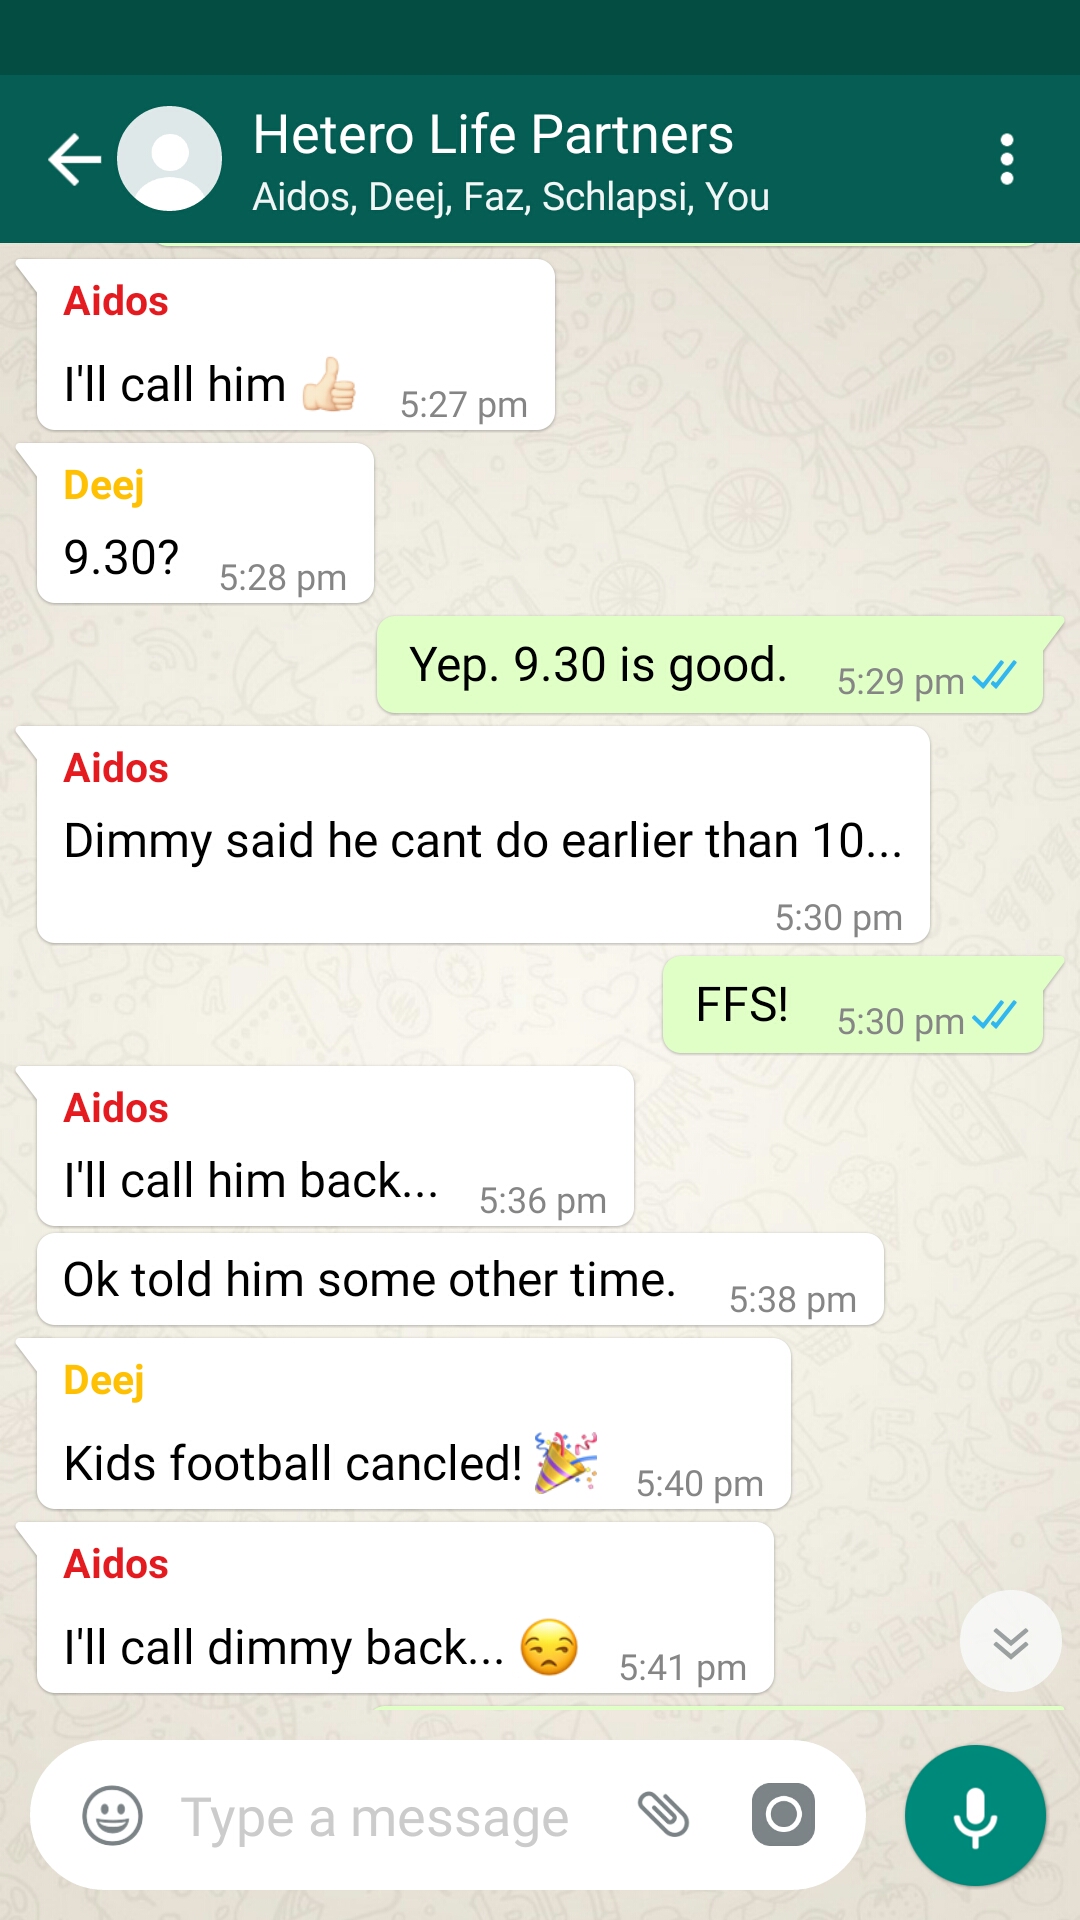 Hetero Life Partners
Aidos, Deej, Faz, Schlapsi, You
Aidos
I'll call him 👍🏻 5:27 pm
Deej
9.30? 5:28 pm
Yep. 9.30 is good. 5:29 pm
Aidos
Dimmy said he cant do earlier than 10...
5:30 pm
FFS! 5:30 pm
Aidos
I'll call him back... 5:36 pm
Ok told him some other time. 5:38 pm
Deej
Kids football cancled! 🎉 5:40 pm
Aidos
I'll call dimmy back... 😒 5:41 pm
Type a message